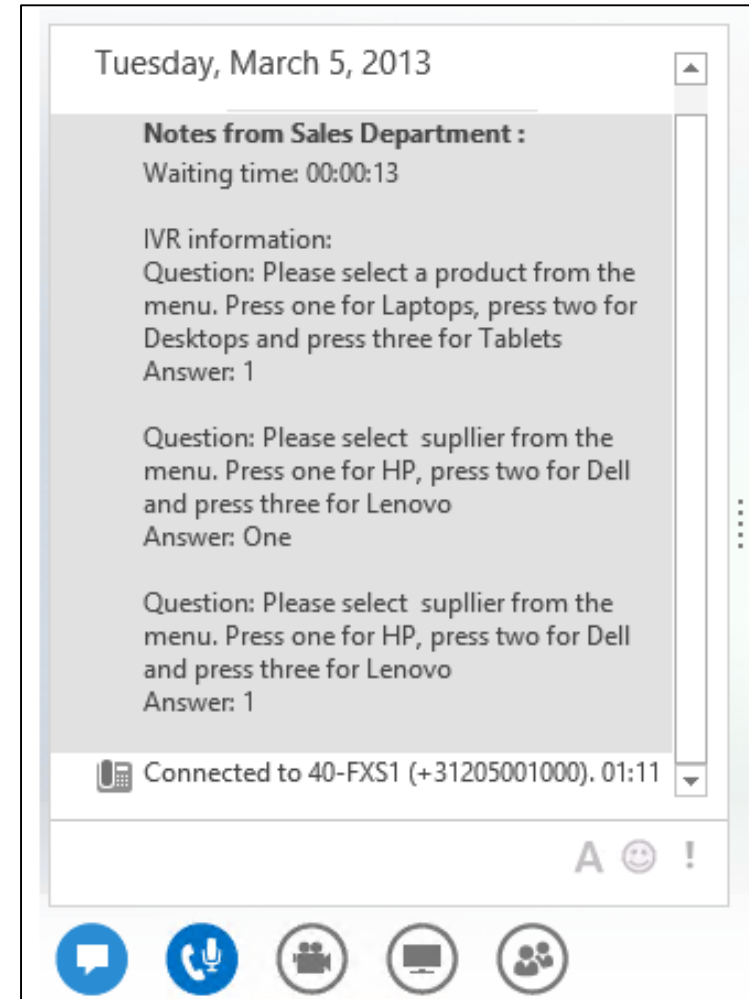 Tuesday, March 5, 2013
Notes from Sales Department :
Waiting time: 00:00:13
IVR information:
Question: Please select a product from the
menu. Press one for Laptops, press two for
Desktops and press three for Tablets
Answer: 1
Question: Please select  supllier from the
menu. Press one for HP, press two for Dell
and press three for Lenovo
Answer: One
Question: Please select  supllier from the
menu. Press one for HP, press two for Dell
and press three for Lenovo
Answer: 1
Connected to 40-FXS1 (+31205001000). 01:11
A !